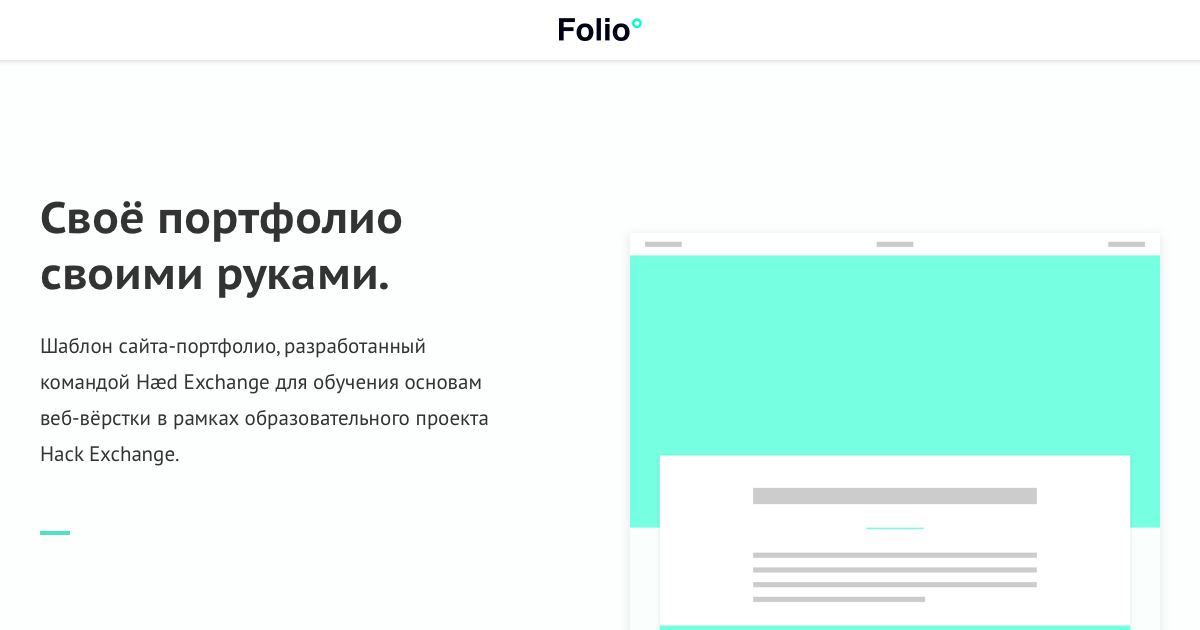 Folio
Своё портфолио
своими руками.
Шаблон сайта-портфолио, разработанный
командой Hæd Exchange для обучения основам
веб-вёрстки в рамках образовательного проекта
Hack Exchange.